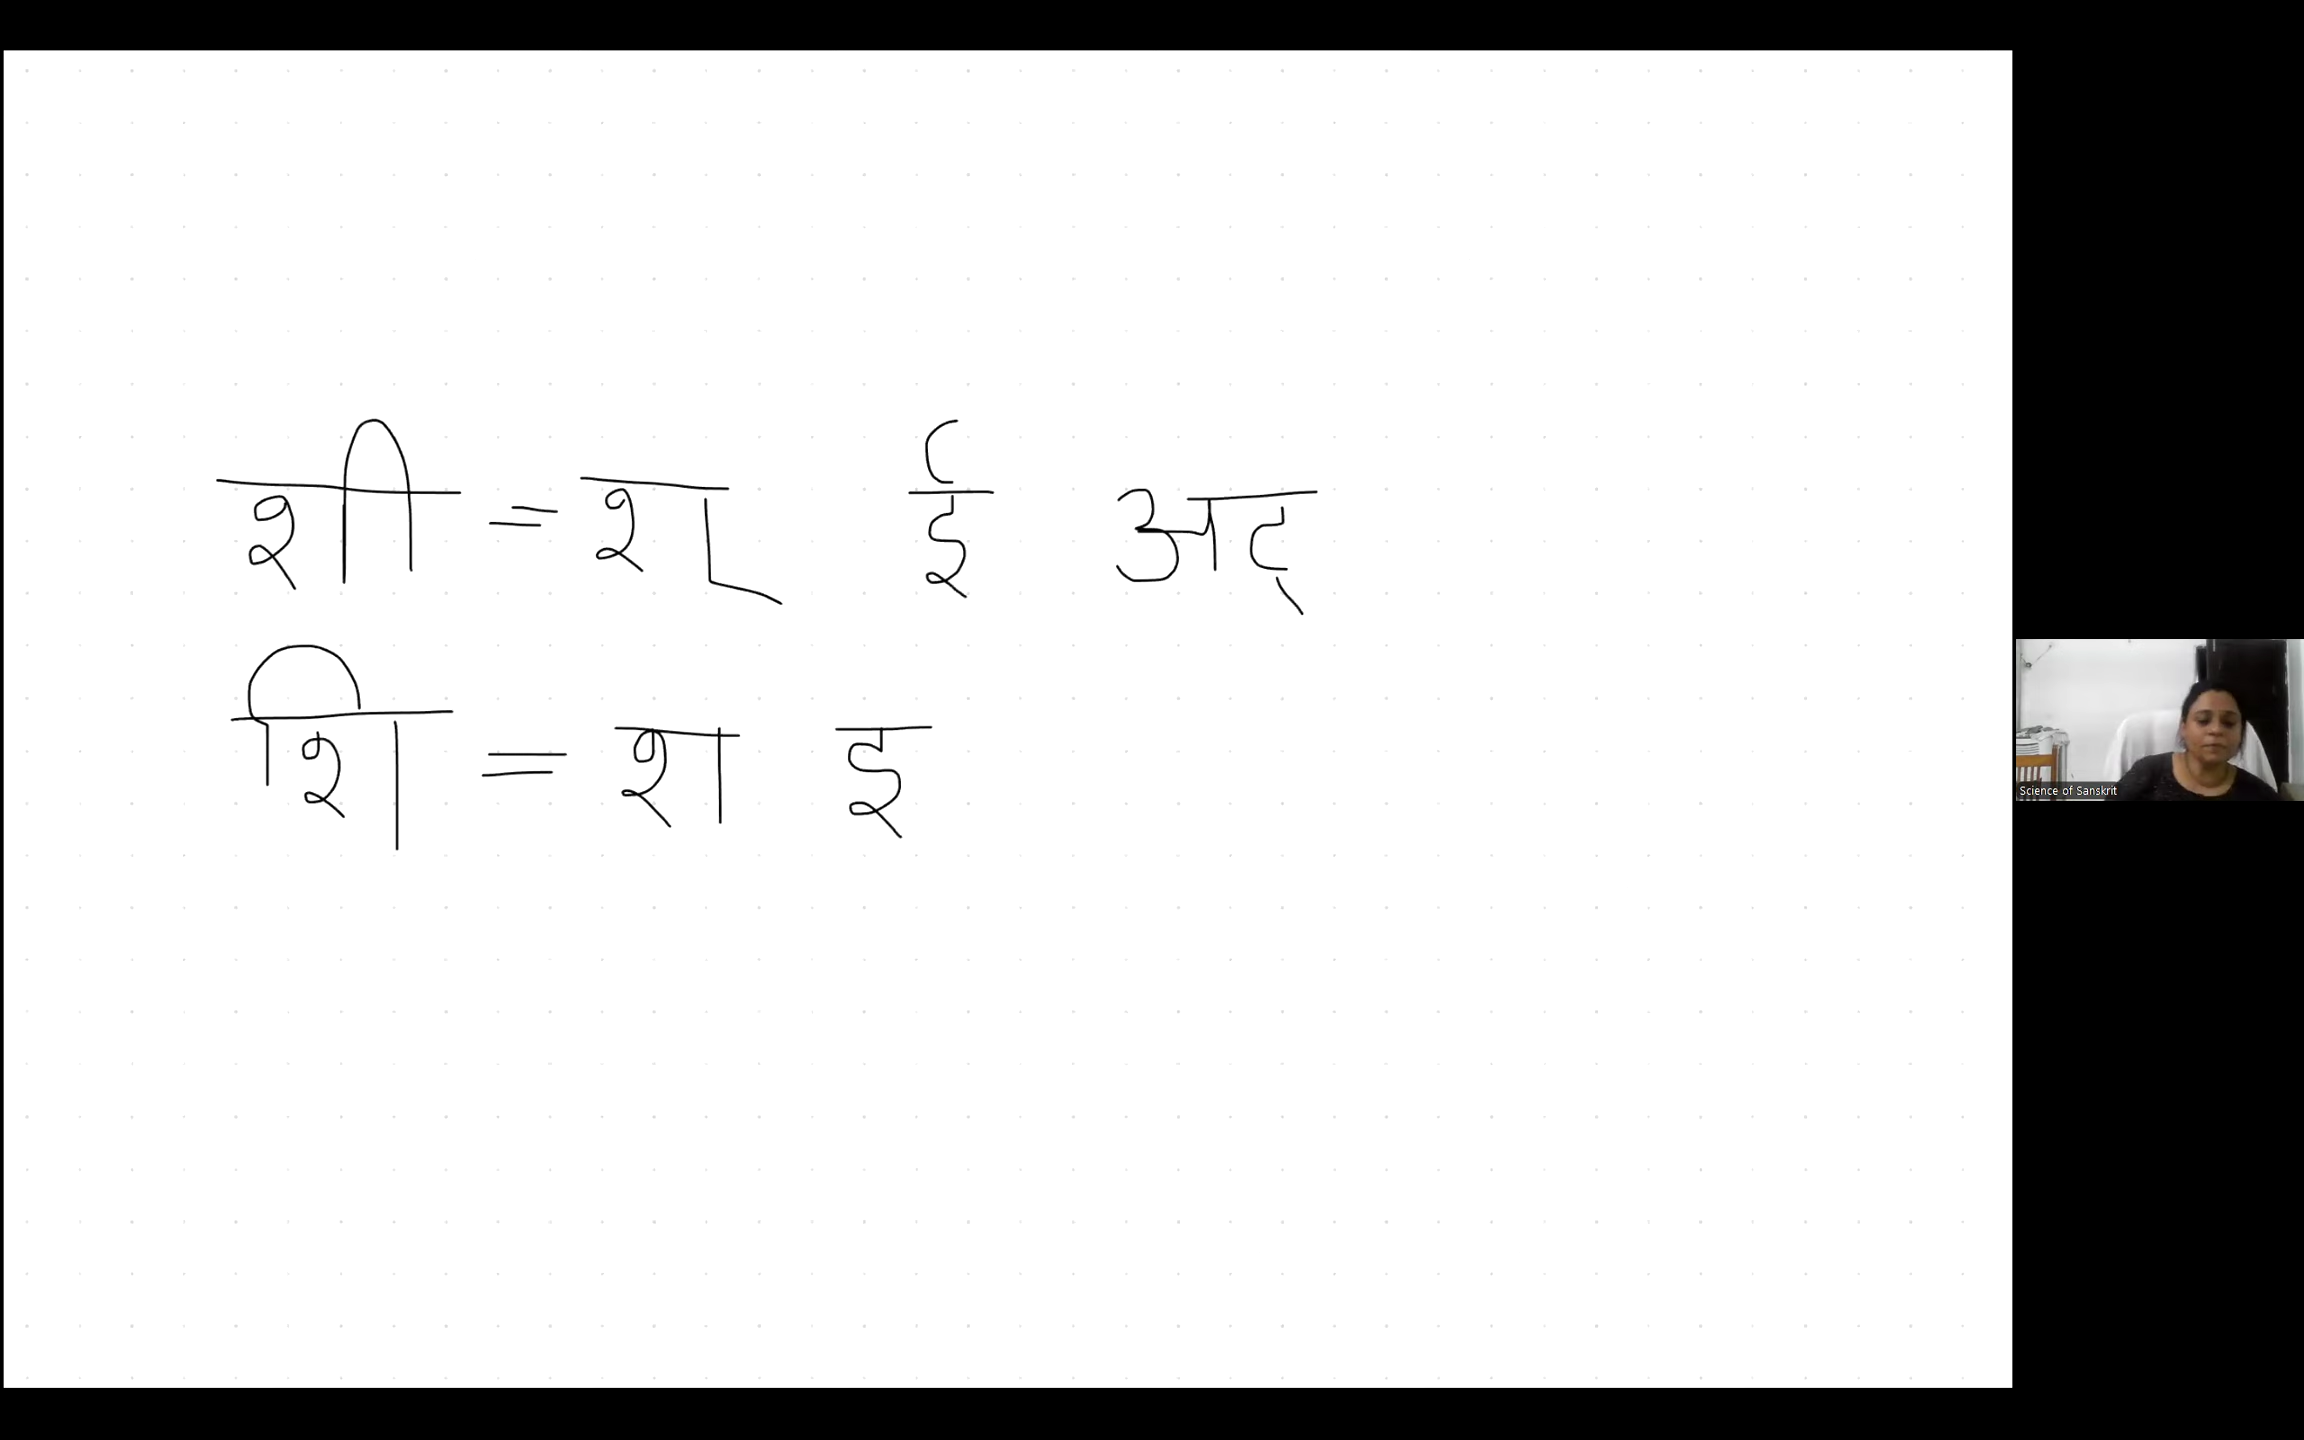 शी = श् ई अद्
शि = श इ
Science of Sanskrit